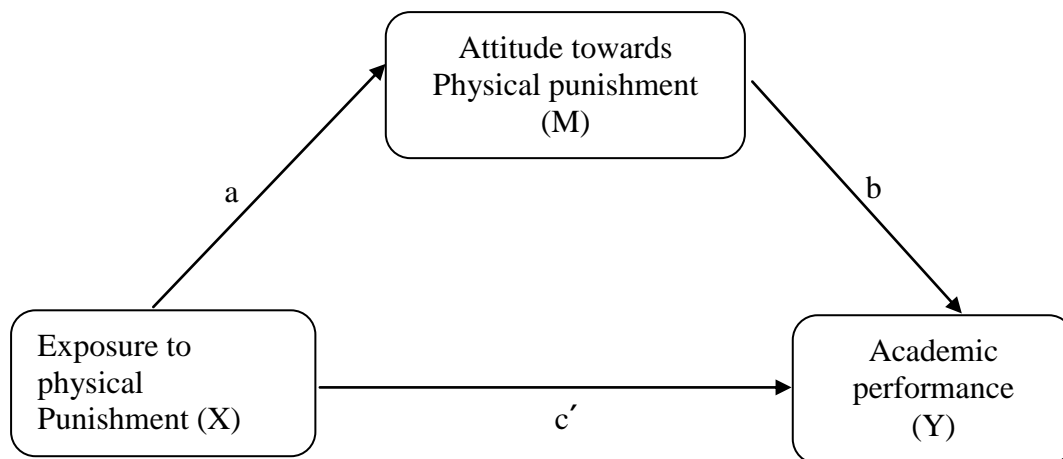 Attitude towards
Physical punishment
(M)
a
b
Exposure to
physical
Punishment (X)
c′
Academic
performance
(Y)